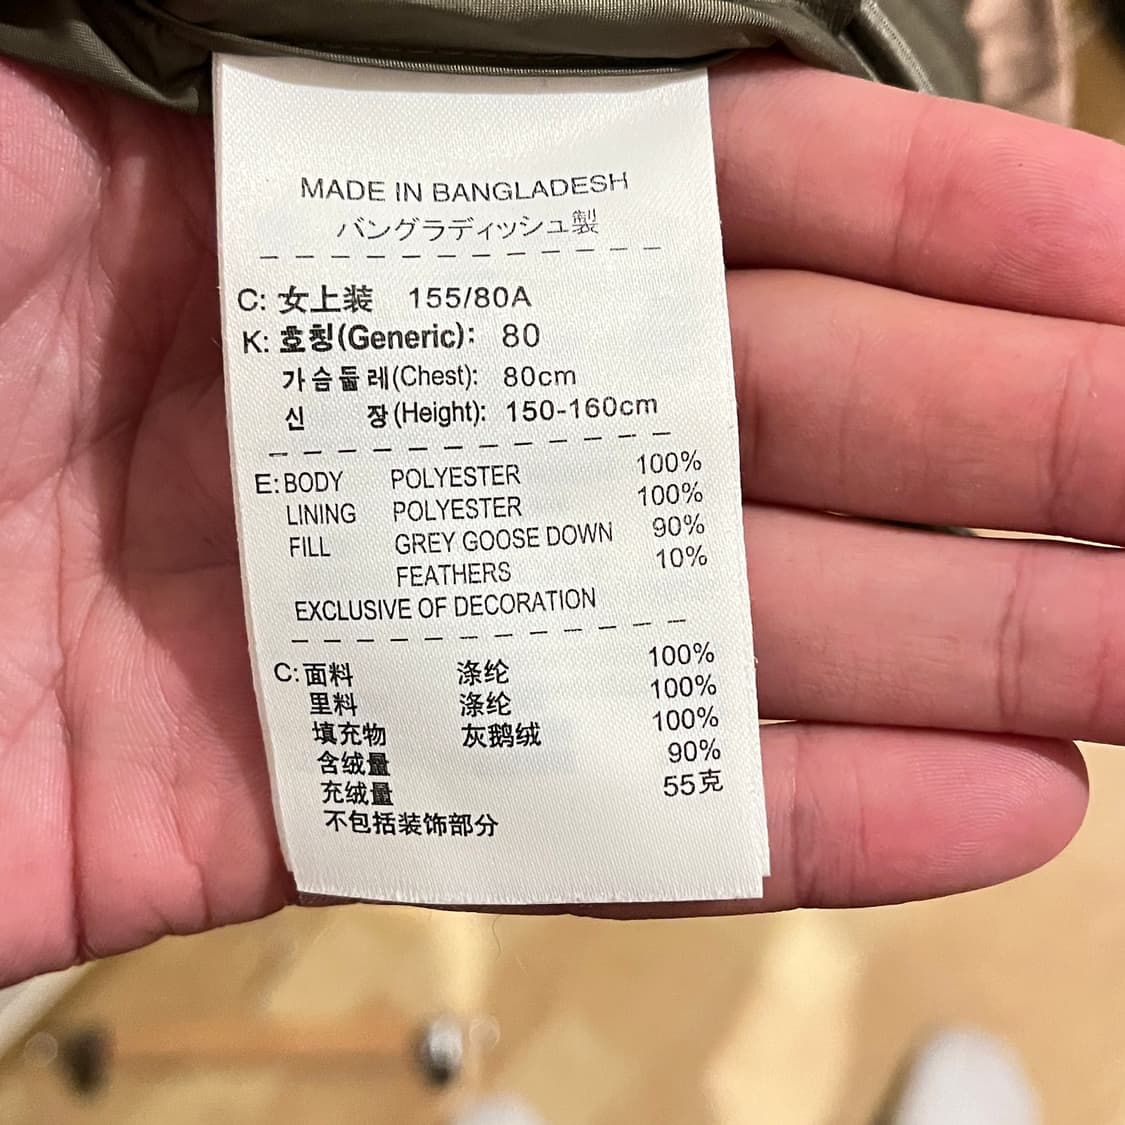 MADE IN BANGLADESH
バングラディッシュ製
C: 女上装 155/80A
K: 호칭(Generic): 80
가슴둘레(Chest): 80cm
신 장(Height): 150-160cm
E: BODY POLYESTER 100%
LINING POLYESTER 100%
FILL GREY GOOSE DOWN 90%
FEATHERS 10%
EXCLUSIVE OF DECORATION
C: 面料 涤纶 100%
里料 涤纶 100%
填充物 灰鹅绒 100%
含绒量 90%
充绒量 55克
不包括装饰部分